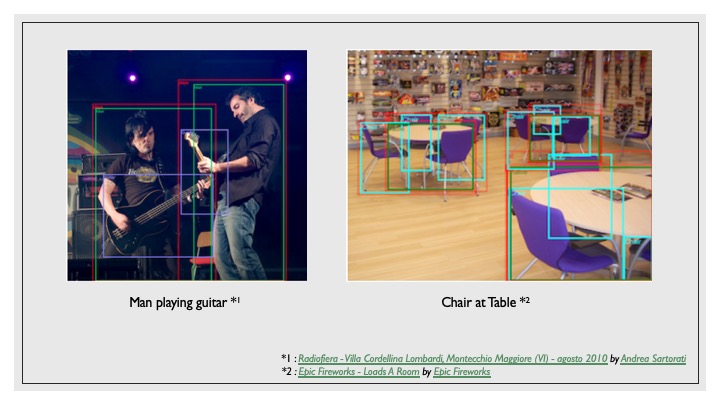 Man playing guitar *1
Chair at Table *2
*1 : Radiofiera - Villa Cordellina Lombardi, Montecchio Maggiore (VI) - agosto 2010 by Andrea Sartorati
*2 : Epic Fireworks - Loads A Room by Epic Fireworks